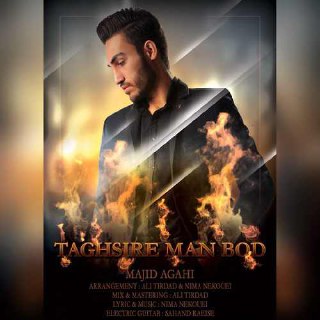 TAGHSIRE MAN BOD
MAJID AGAHI
ARRANGEMENT : ALI TIRDAD & NIMA NEKOUEI
MIX & MASTERING : ALI TIRDAD
LYRIC & MUSIC : NIMA NEKOUEI
ELECTRIC GUITAR : SAHAND RAEISE